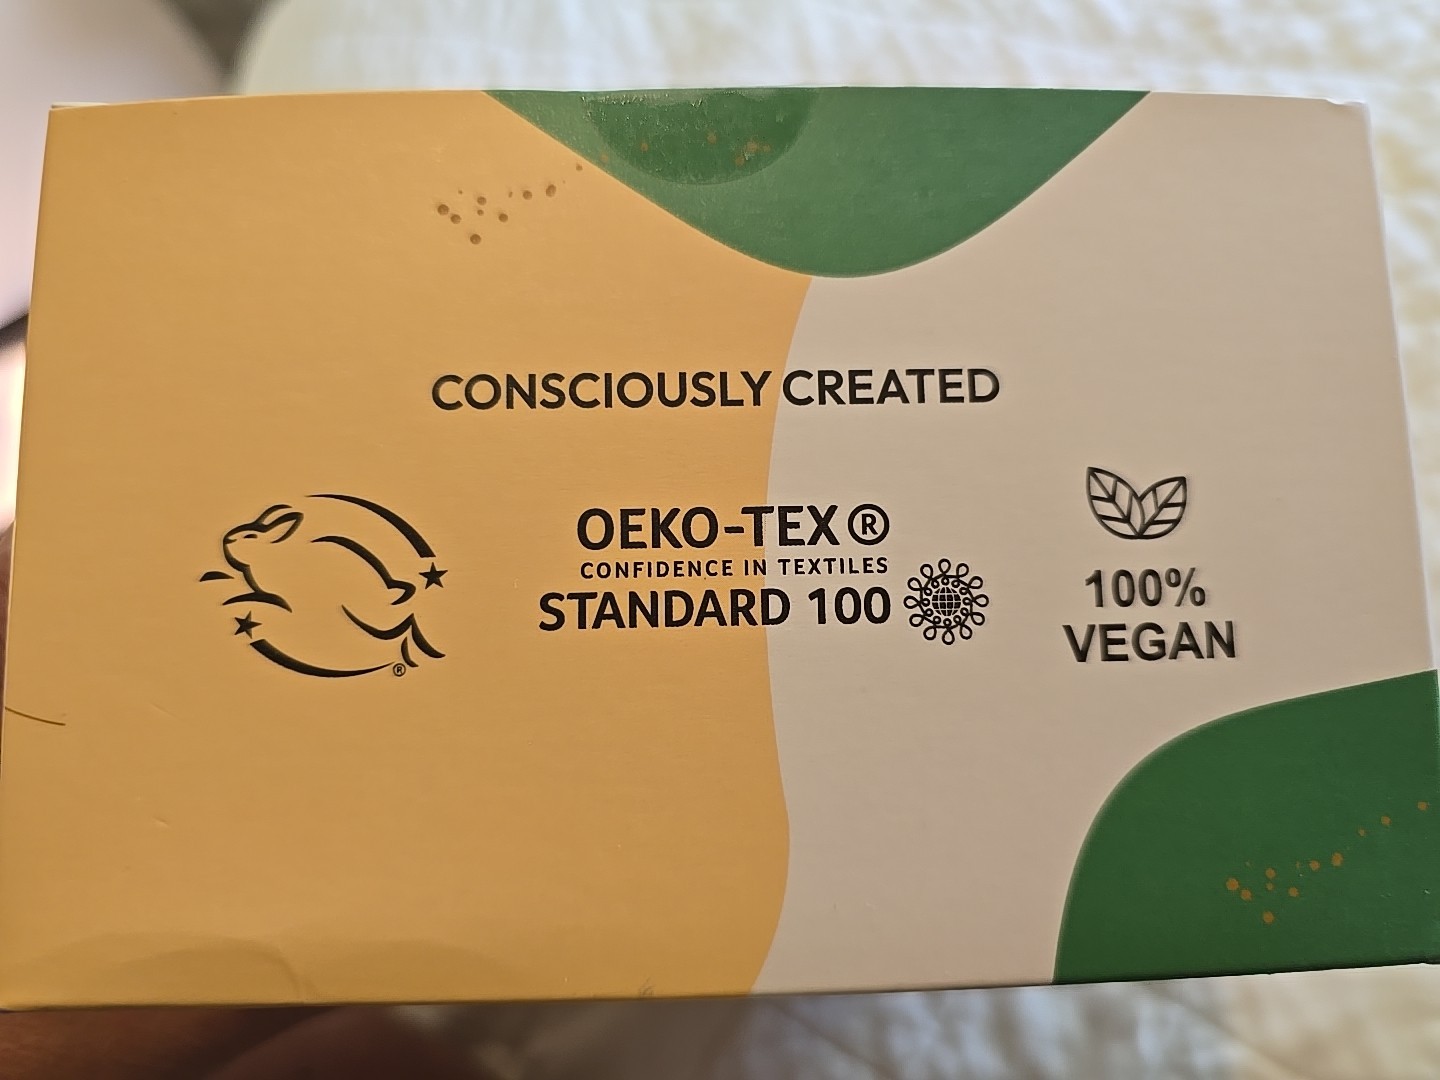 CONSCIOUSLY CREATED
OEKO-TEX®
CONFIDENCE IN TEXTILES
STANDARD 100
100%
VEGAN
®